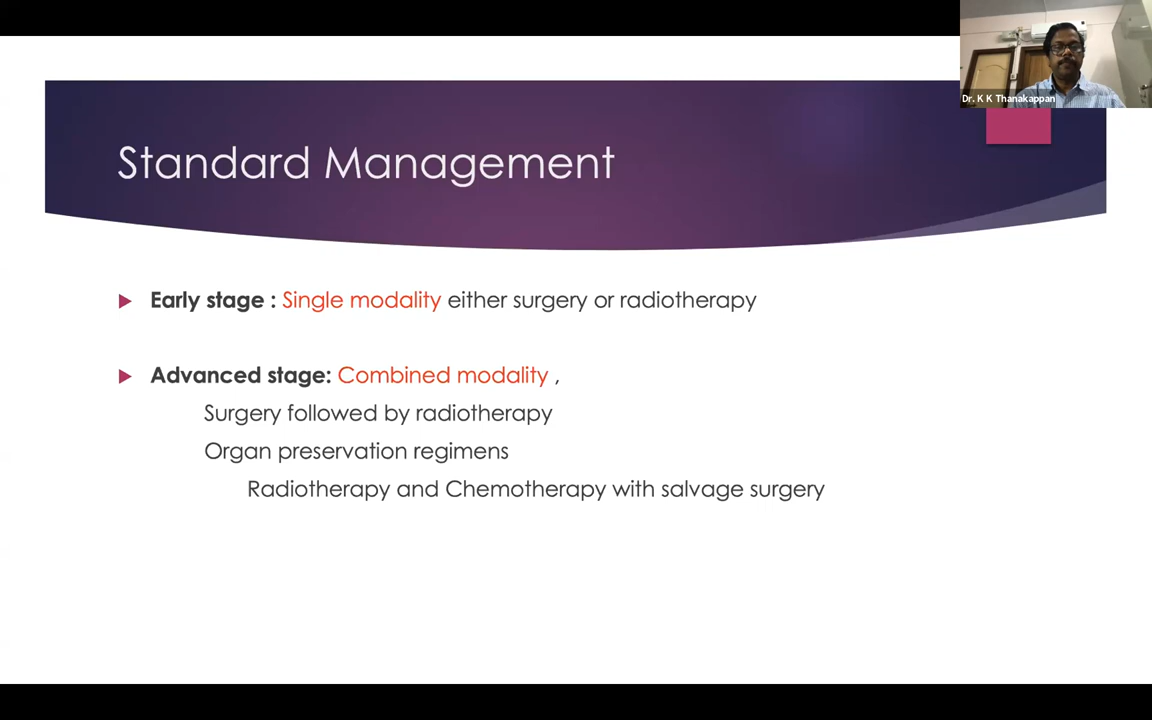 Dr. K K Thanakappan
Standard Management
Early stage : Single modality either surgery or radiotherapy
Advanced stage: Combined modality ,
Surgery followed by radiotherapy
Organ preservation regimens
Radiotherapy and Chemotherapy with salvage surgery